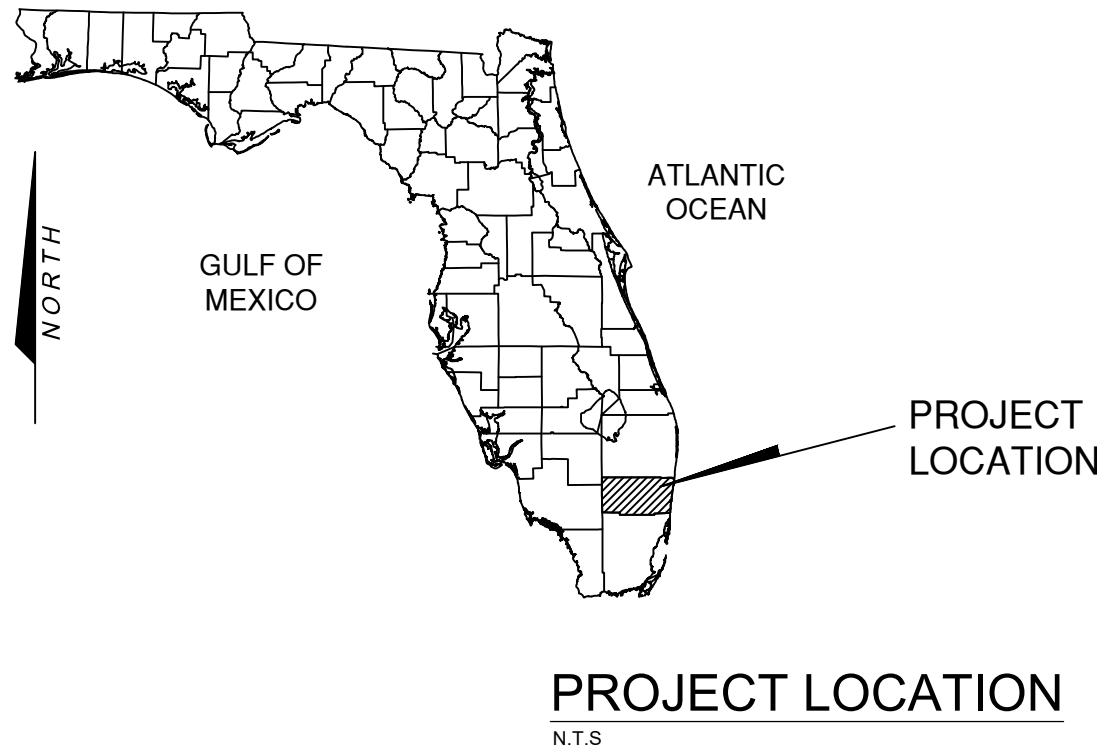 ATLANTIC
OCEAN
NORTH
GULF OF
MEXICO
PROJECT
LOCATION
PROJECT LOCATION
N.T.S